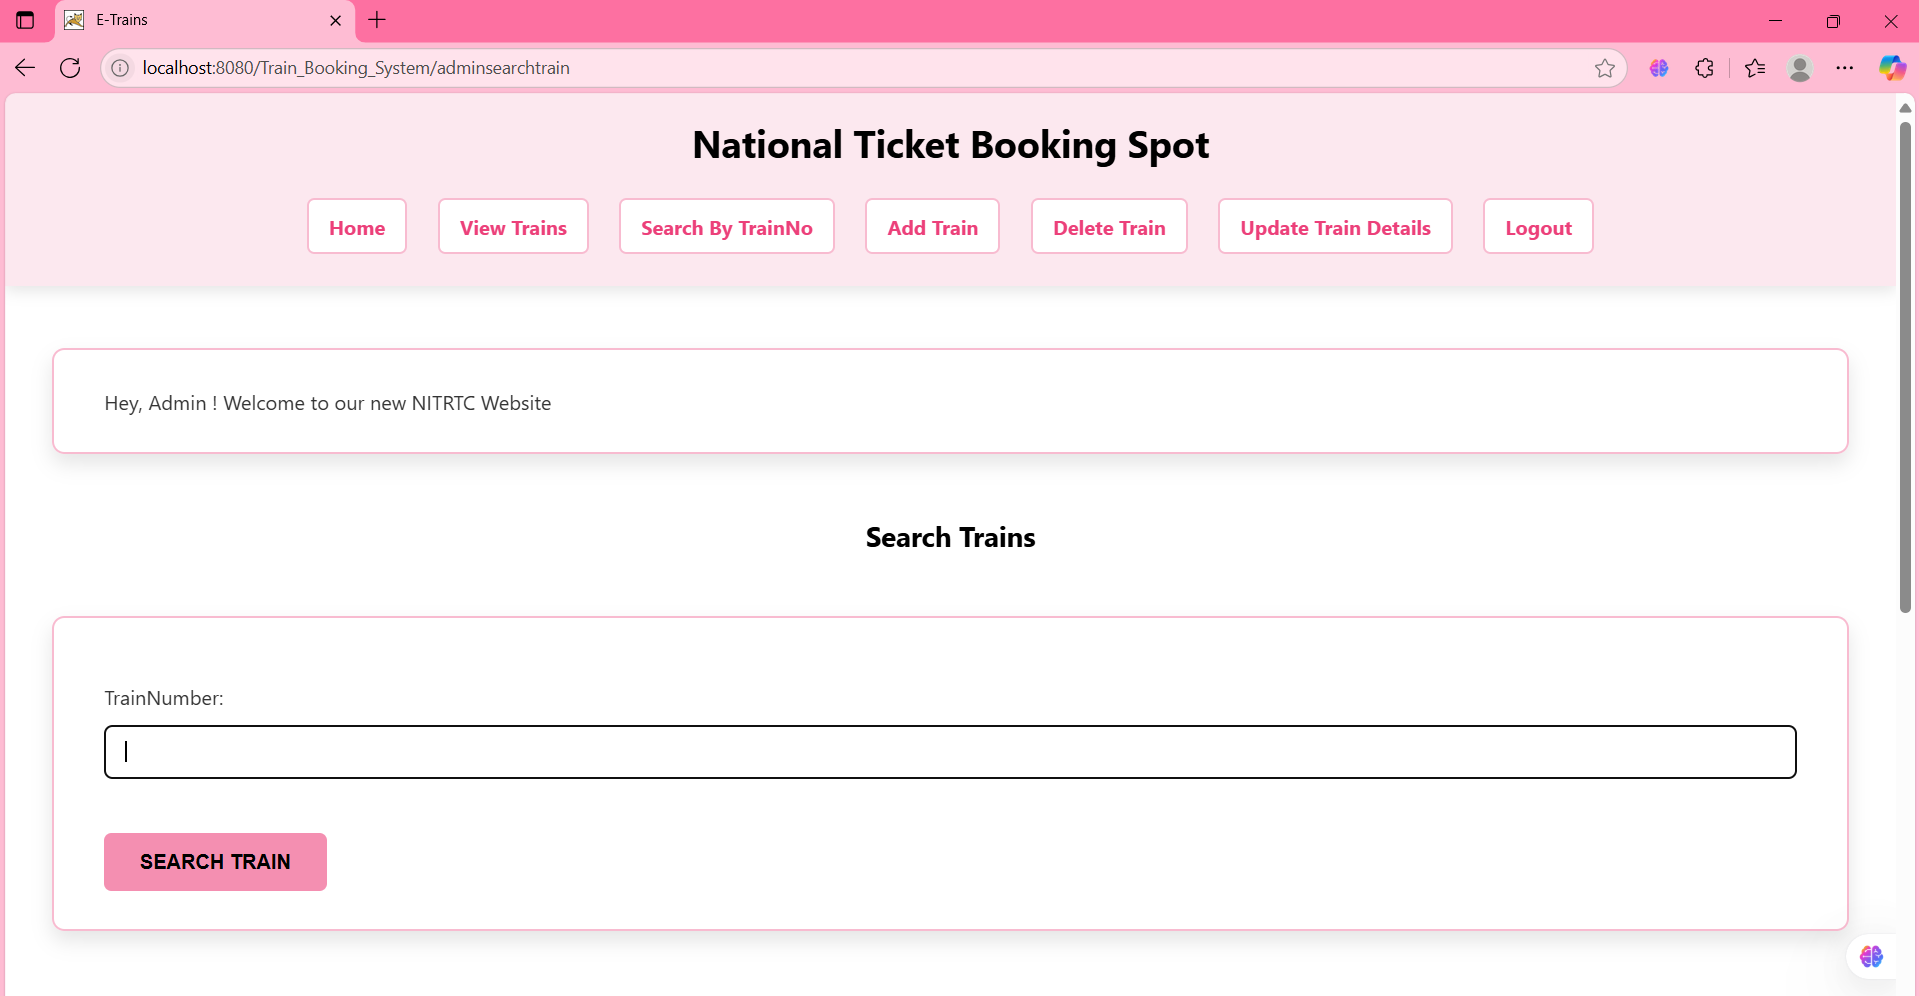 E-Trains
localhost:8080/Train_Booking_System/adminsearchtrain
National Ticket Booking Spot
Home View Trains Search By TrainNo Add Train Delete Train Update Train Details Logout
Hey, Admin ! Welcome to our new NITRTC Website
Search Trains
TrainNumber:
SEARCH TRAIN